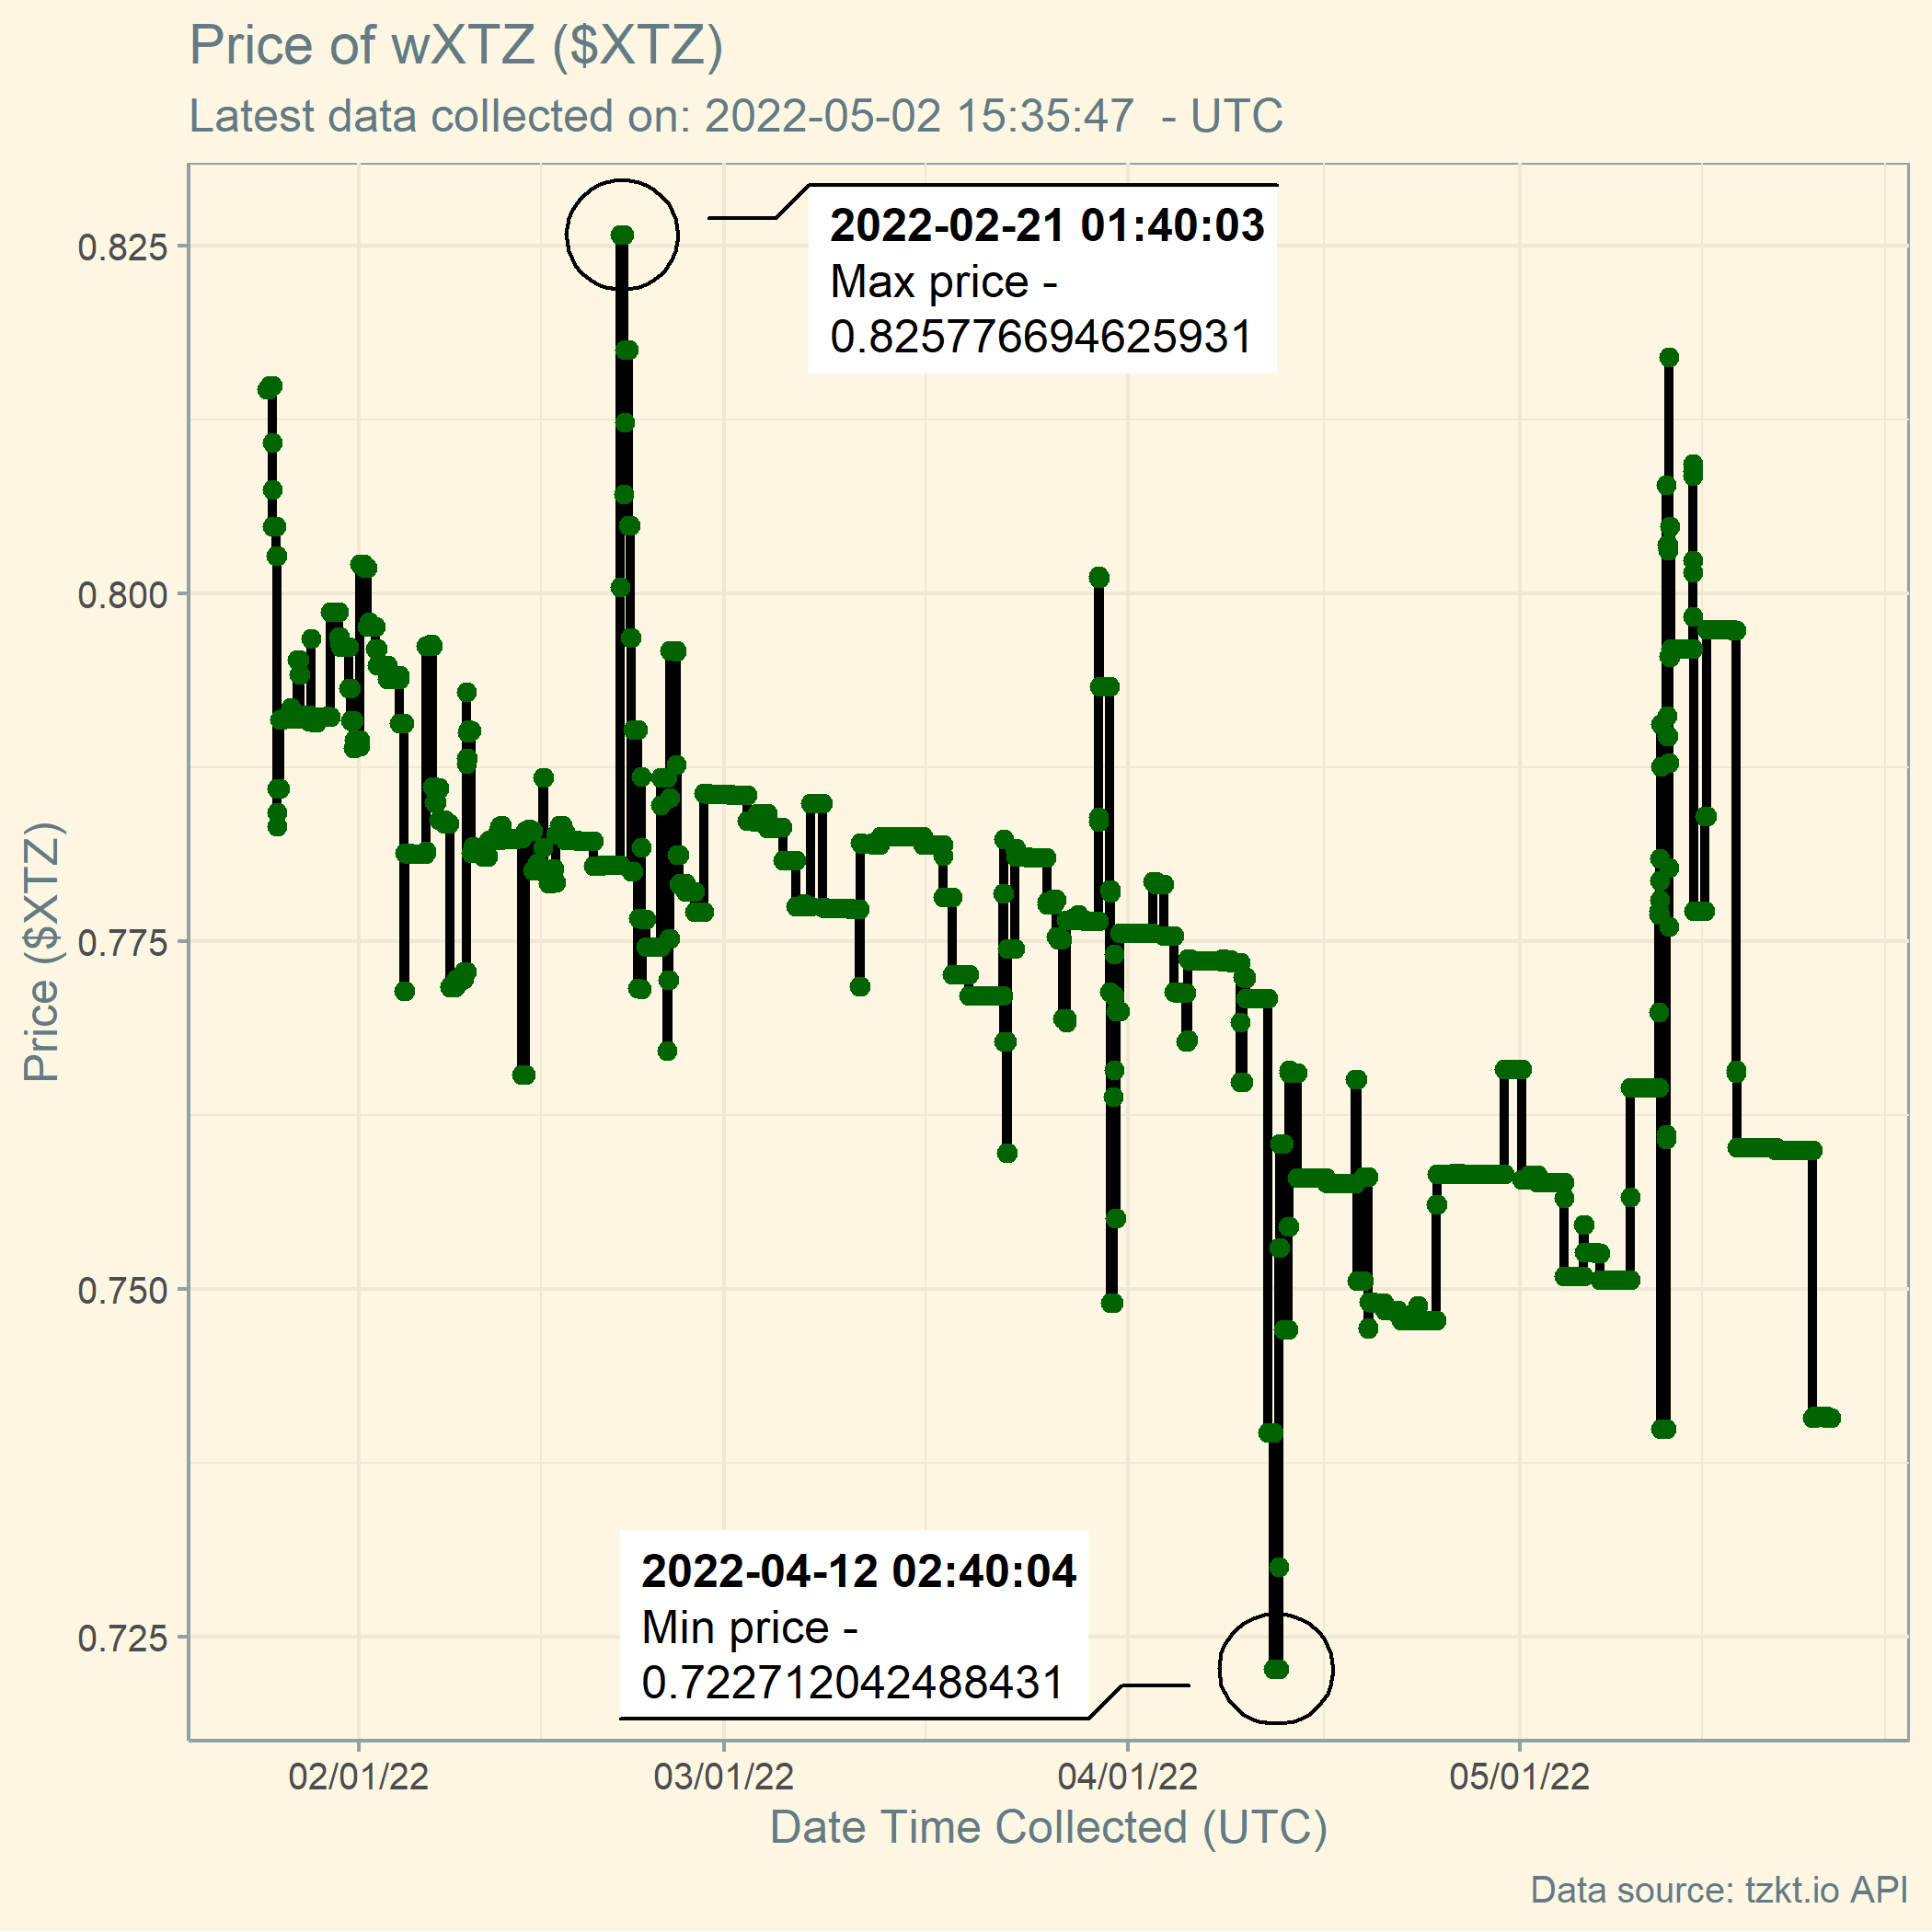 Price of wXTZ ($XTZ)
Latest data collected on: 2022-05-02 15:35:47  - UTC
2022-02-21 01:40:03
Max price -
0.825776694625931
0.825
0.800
0.775
0.750
0.725
Price ($XTZ)
2022-04-12 02:40:04
Min price -
0.722712042488431
02/01/22
03/01/22
04/01/22
05/01/22
Date Time Collected (UTC)
Data source: tzkt.io API